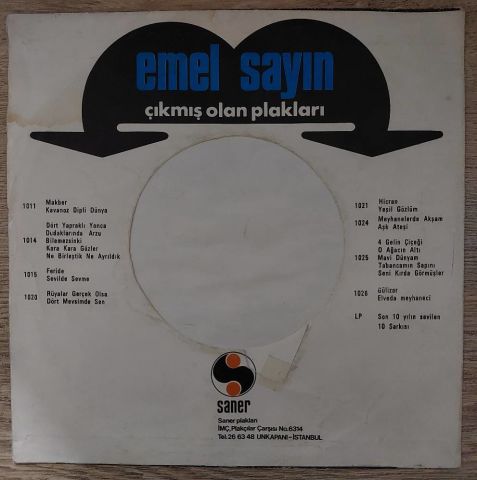 emel sayın
çıkmış olan plakları
1011 Makber
Kavanoz Dipli Dünya
Dört Yapraklı Yonca
Dudaklarında Arzu
1014 Bilemezsinki
Kara Kara Gözler
Ne Birleştik Ne Ayrıldık
1015 Feride
Sevilde Sevme
1020 Rüyalar Gerçek Olsa
Dört Mevsimde Sen
1021 Hicran
Yeşil Gözlüm
1024 Meyhanelerde Akşam
Aşk Ateşi
4 Gelin Çiçeği
O Ağacın Altı
1025 Mavi Dünyam
Tabancamın Sapını
Seni Kırda Görmüşler
1026 Gülizar
Elveda meyhaneci
LP Son 10 yılın sevilen
10 Şarkısı
saner
Saner plakları
İMÇ. Plakçılar Çarşısı No.6314
Tel: 26 63 48 UNKAPANI-İSTANBUL